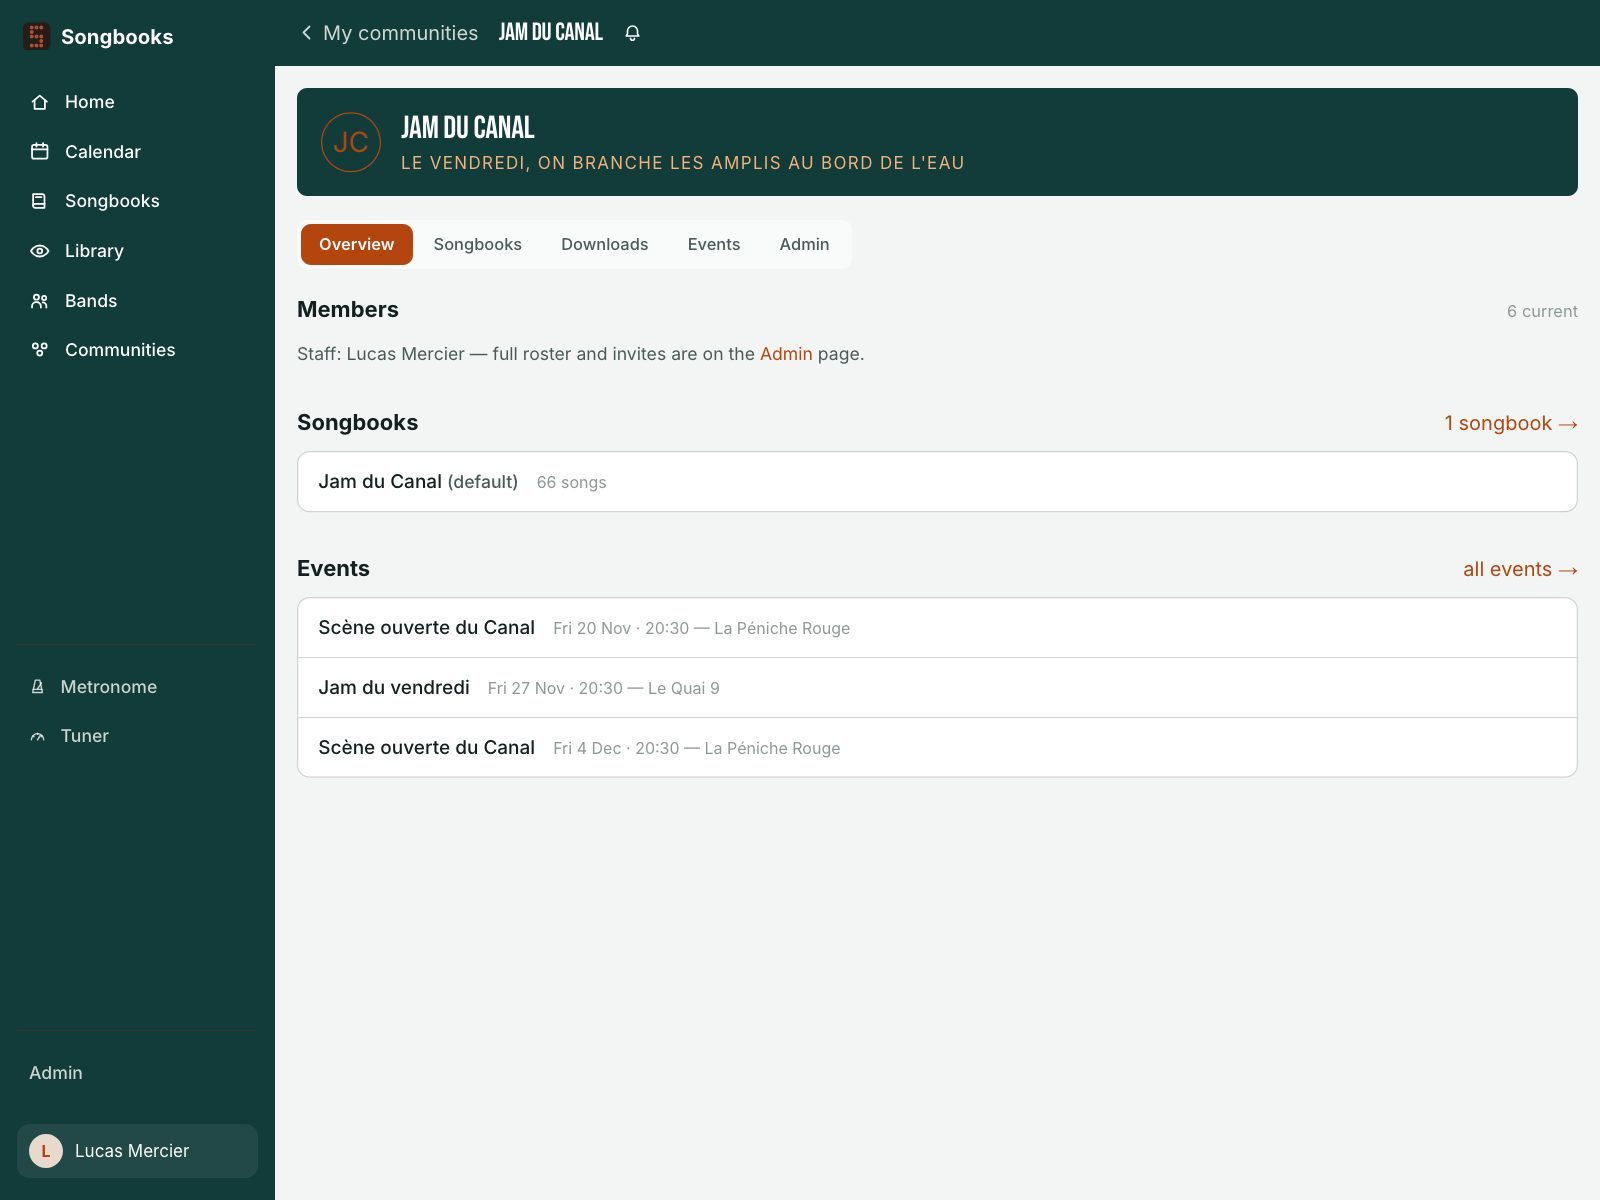 Songbooks
Home
Calendar
Songbooks
Library
Bands
Communities
Metronome
Tuner
Admin
L Lucas Mercier
My communities JAM DU CANAL
JC
JAM DU CANAL
LE VENDREDI, ON BRANCHE LES AMPLIS AU BORD DE L'EAU
Overview Songbooks Downloads Events Admin
Members 6 current
Staff: Lucas Mercier — full roster and invites are on the Admin page.
Songbooks 1 songbook →
Jam du Canal (default) 66 songs
Events all events →
Scène ouverte du Canal Fri 20 Nov · 20:30 — La Péniche Rouge
Jam du vendredi Fri 27 Nov · 20:30 — Le Quai 9
Scène ouverte du Canal Fri 4 Dec · 20:30 — La Péniche Rouge